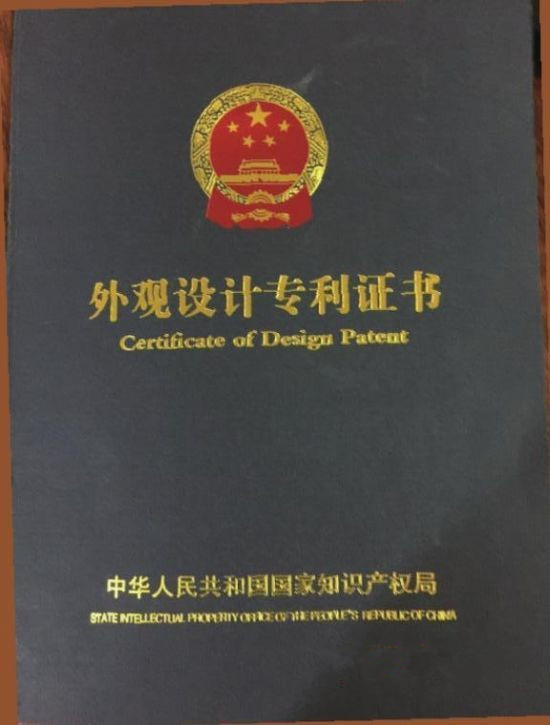 外观设计专利证书
Certificate of Design Patent
中华人民共和国国家知识产权局
STATE INTELLECTUAL PROPERTY OFFICE OF THE PEOPLE'S REPUBLIC OF CHINA